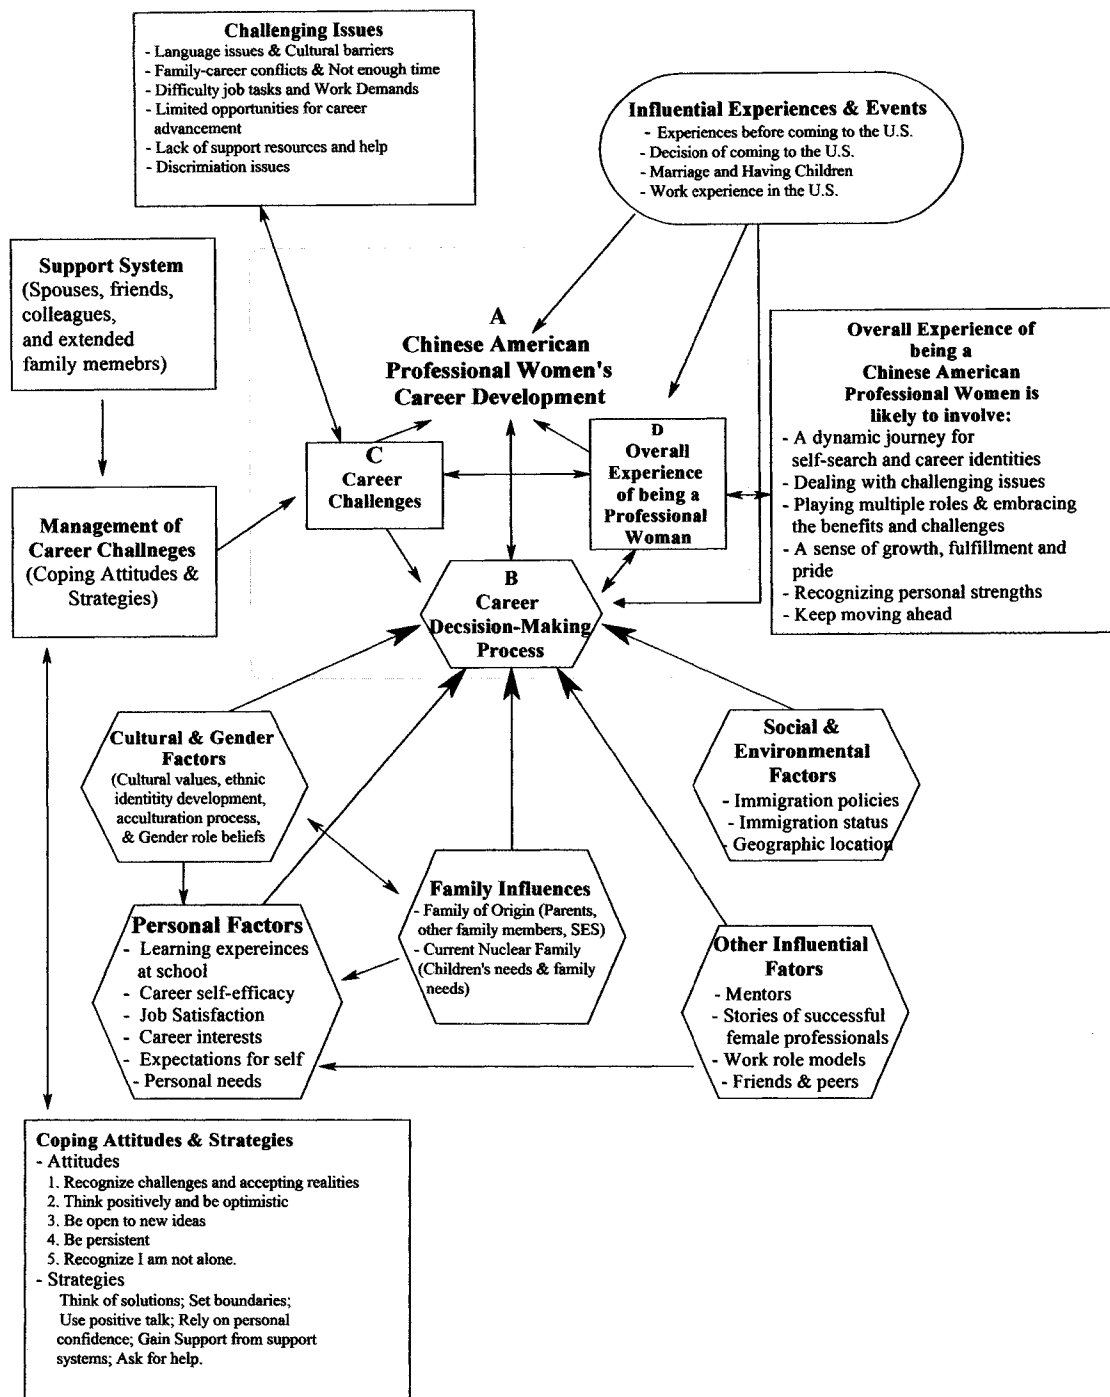 Challenging Issues
- Language issues & Cultural barriers
- Family-career conflicts & Not enough time
- Difficulty job tasks and Work Demands
- Limited opportunities for career
advancement
- Lack of support resources and help
- Discrimiation issues
Influential Experiences & Events
- Experiences before coming to the U.S.
- Decision of coming to the U.S.
- Marriage and Having Children
- Work experience in the U.S.
Support System
(Spouses, friends,
colleagues,
and extended
family memebrs)
A
Chinese American
Professional Women's
Career Development
Overall Experience of
being a
Chinese American
Professional Women is
likely to involve:
- A dynamic journey for
self-search and career identities
- Dealing with challenging issues
- Playing multiple roles & embracing
the benefits and challenges
- A sense of growth, fulfillment and
pride
- Recognizing personal strengths
- Keep moving ahead
C
Career
Challenges
D
Overall
Experience
of being a
Professional
Woman
Management of
Career Challneges
(Coping Attitudes &
Strategies)
B
Career
Decsision-Making
Process
Cultural & Gender
Factors
(Cultural values, ethnic
identitity development,
acculturation process,
& Gender role beliefs
Social &
Environmental
Factors
- Immigration policies
- Immigration status
- Geographic location
Family Influences
- Family of Origin (Parents,
other family members, SES)
- Current Nuclear Family
(Children's needs & family
needs)
Personal Factors
- Learning expereinces
at school
- Career self-efficacy
- Job Satisfaction
- Career interests
- Expectations for self
- Personal needs
Other Influential
Fators
- Mentors
- Stories of successful
female professionals
- Work role models
- Friends & peers
Coping Attitudes & Strategies
- Attitudes
1. Recognize challenges and accepting realities
2. Think positively and be optimistic
3. Be open to new ideas
4. Be persistent
5. Recognize I am not alone.
- Strategies
Think of solutions; Set boundaries;
Use positive talk; Rely on personal
confidence; Gain Support from support
systems; Ask for help.